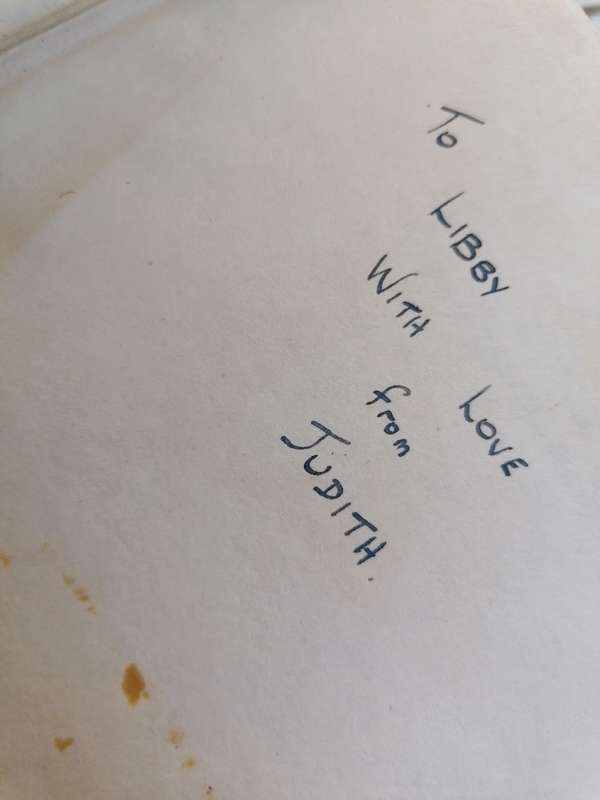 To LIBBY
WITH LOVE
from
JUDITH.